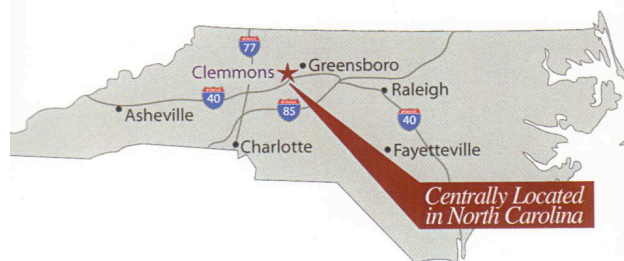 77
Greensboro
Clemmons
40
Raleigh
Asheville
85
40
Charlotte
Fayetteville
Centrally Located
in North Carolina